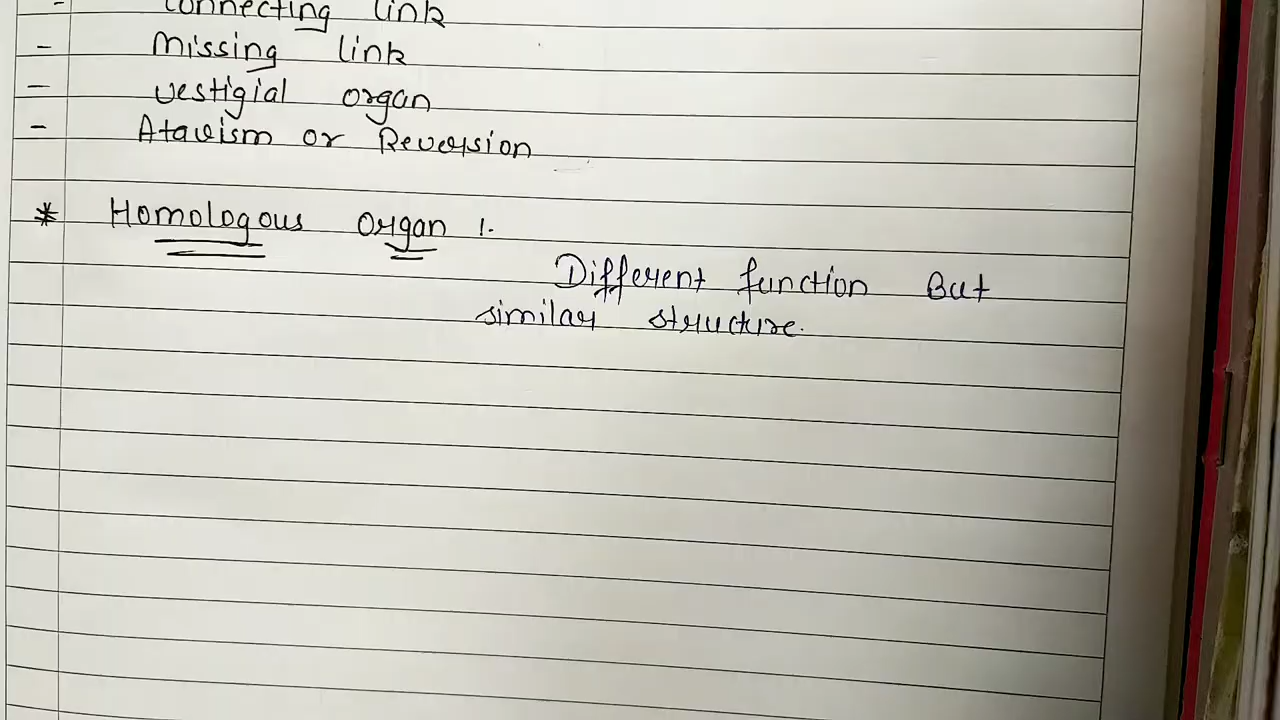 - Connecting link
- Missing link
- vestigial organ
- Atavism or Reversion
* Homologous Organ :-
Different function But
similar structure.